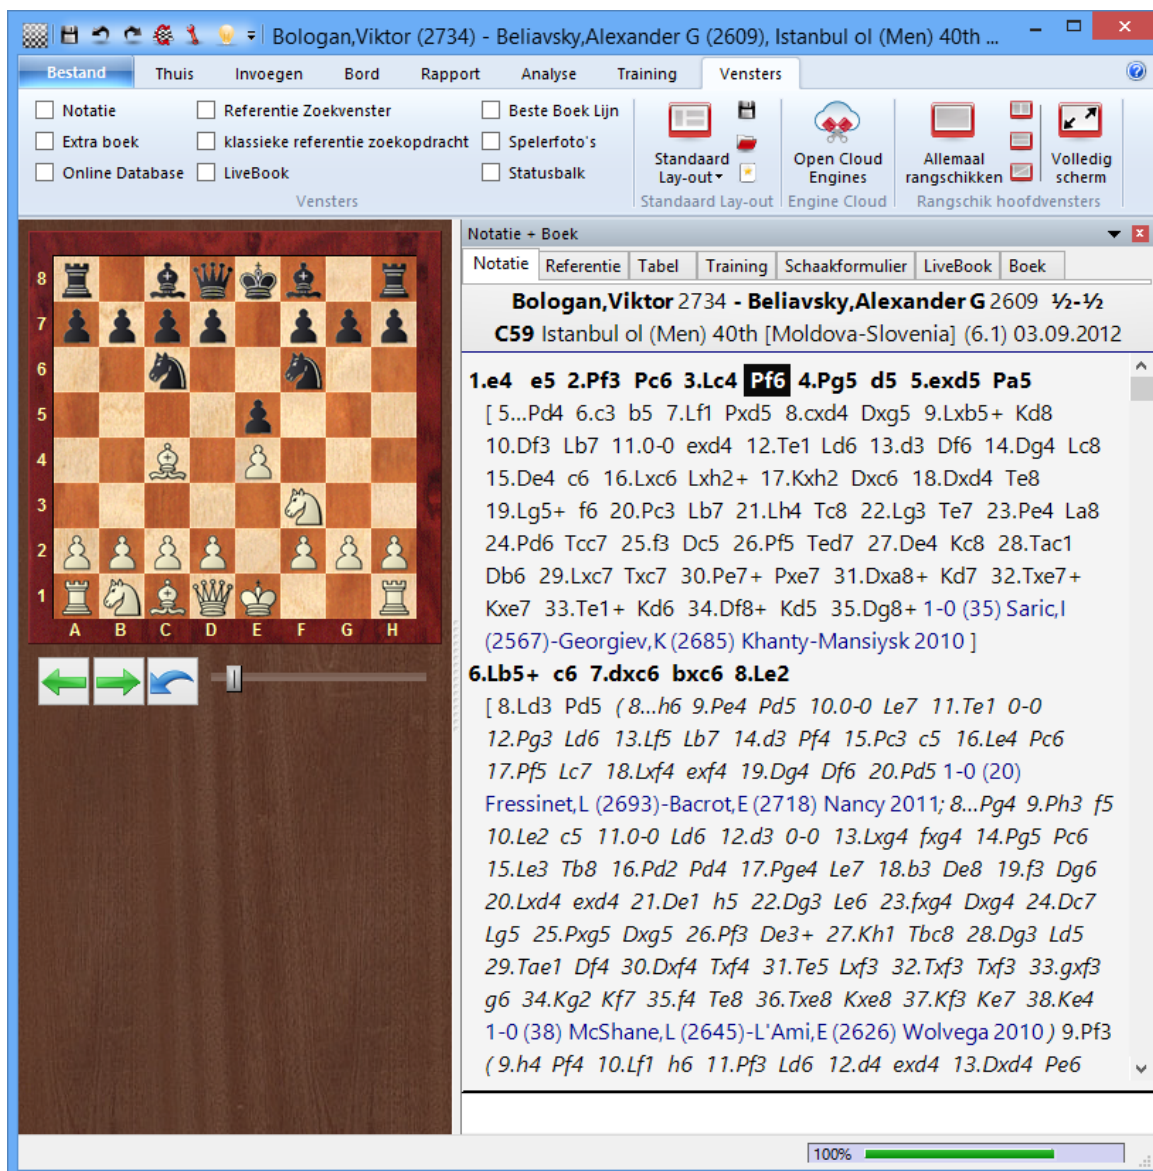 Bologan,Viktor (2734) - Beliavsky,Alexander G (2609), Istanbul ol (Men) 40th ...
Bestand Thuis Invoegen Bord Rapport Analyse Training Vensters
Notatie Referentie Zoekvenster Beste Boek Lijn
Extra boek klassieke referentie zoekopdracht Spelerfoto's
Online Database LiveBook Statusbalk
Vensters
Standaard
Lay-out
Standaard Lay-out
Open Cloud
Engines
Engine Cloud
Allemaal
rangschikken
Volledig
scherm
Rangschik hoofdvensters
8
7
6
5
4
3
2
1
A B C D E F G H
Notatie + Boek
Notatie Referentie Tabel Training Schaakformulier LiveBook Boek
Bologan,Viktor 2734 - Beliavsky,Alexander G 2609 ½-½
C59 Istanbul ol (Men) 40th [Moldova-Slovenia] (6.1) 03.09.2012
1.e4 e5 2.Pf3 Pc6 3.Lc4 Pf6 4.Pg5 d5 5.exd5 Pa5
[ 5...Pd4 6.c3 b5 7.Lf1 Pxd5 8.cxd4 Dxg5 9.Lxb5+ Kd8
10.Df3 Lb7 11.0-0 exd4 12.Te1 Ld6 13.d3 Df6 14.Dg4 Lc8
15.De4 c6 16.Lxc6 Lxh2+ 17.Kxh2 Dxc6 18.Dxd4 Te8
19.Lg5+ f6 20.Pc3 Lb7 21.Lh4 Tc8 22.Lg3 Te7 23.Pe4 La8
24.Pd6 Tcc7 25.f3 Dc5 26.Pf5 Ted7 27.De4 Kc8 28.Tac1
Db6 29.Lxc7 Txc7 30.Pe7+ Pxe7 31.Dxa8+ Kd7 32.Txe7+
Kxe7 33.Te1+ Kd6 34.Df8+ Kd5 35.Dg8+ 1-0 (35) Saric,I
(2567)-Georgiev,K (2685) Khanty-Mansiysk 2010 ]
6.Lb5+ c6 7.dxc6 bxc6 8.Le2
[ 8.Ld3 Pd5 ( 8...h6 9.Pe4 Pd5 10.0-0 Le7 11.Te1 0-0
12.Pg3 Ld6 13.Lf5 Lb7 14.d3 Pf4 15.Pc3 c5 16.Le4 Pc6
17.Pf5 Lc7 18.Lxf4 exf4 19.Dg4 Df6 20.Pd5 1-0 (20)
Fressinet,L (2693)-Bacrot,E (2718) Nancy 2011; 8...Pg4 9.Ph3 f5
10.Le2 c5 11.0-0 Ld6 12.d3 0-0 13.Lxg4 fxg4 14.Pg5 Pc6
15.Le3 Tb8 16.Pd2 Pd4 17.Pge4 Le7 18.b3 De8 19.f3 Dg6
20.Lxd4 exd4 21.De1 h5 22.Dg3 Le6 23.fxg4 Dxg4 24.Dc7
Lg5 25.Pxg5 Dxg5 26.Pf3 De3+ 27.Kh1 Tbc8 28.Dg3 Ld5
29.Tae1 Df4 30.Dxf4 Txf4 31.Te5 Lxf3 32.Txf3 Txf3 33.gxf3
g6 34.Kg2 Kf7 35.f4 Te8 36.Txe8 Kxe8 37.Kf3 Ke7 38.Ke4
1-0 (38) McShane,L (2645)-L'Ami,E (2626) Wolvega 2010 ) 9.Pf3
( 9.h4 Pf4 10.Lf1 h6 11.Pf3 Ld6 12.d4 exd4 13.Dxd4 Pe6
100%